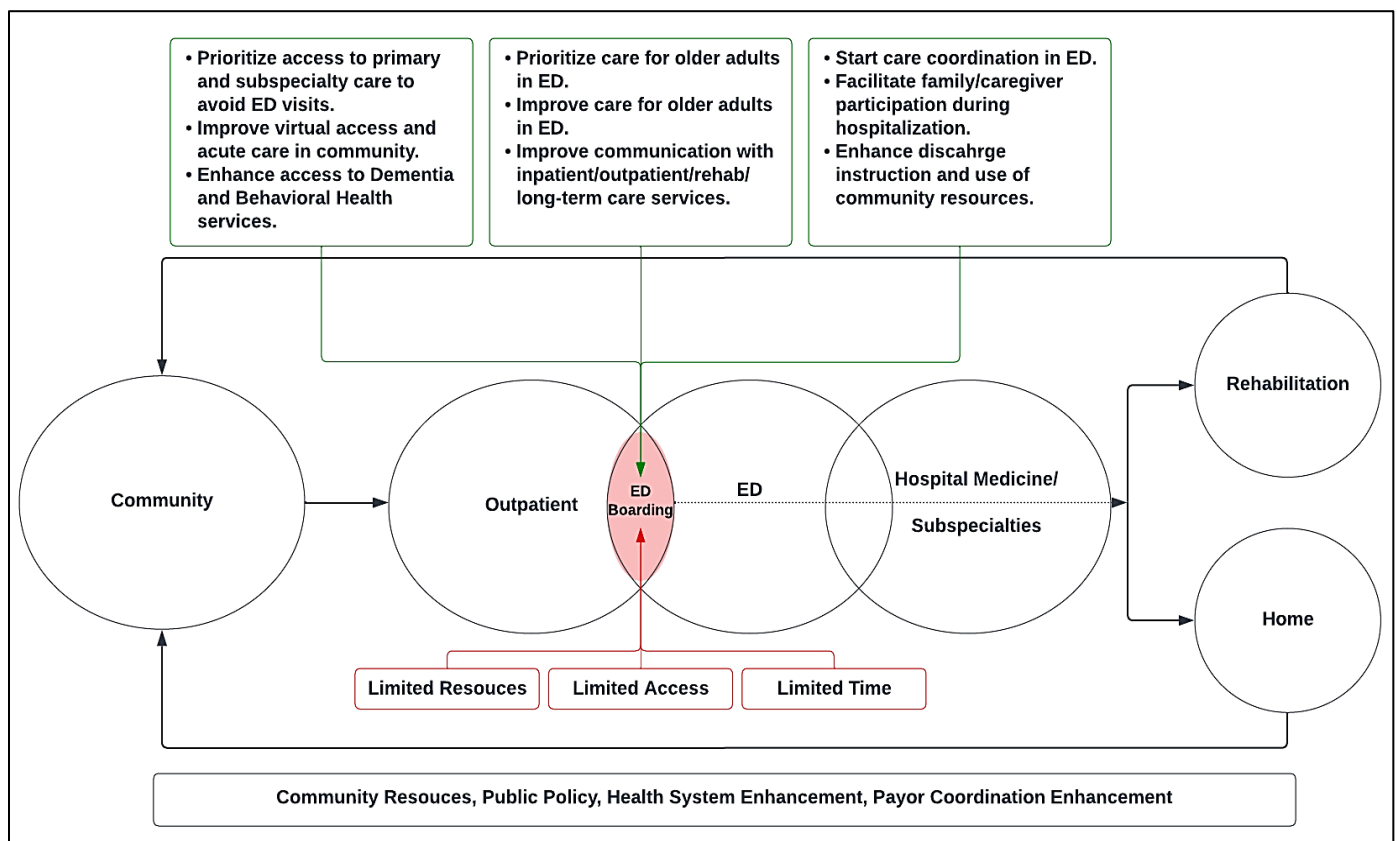 • Prioritize access to primary
and subspecialty care to
avoid ED visits.
• Improve virtual access and
acute care in community.
• Enhance access to Dementia
and Behavioral Health
services.
• Prioritize care for older adults
in ED.
• Improve care for older adults
in ED.
• Improve communication with
inpatient/outpatient/rehab/
long-term care services.
• Start care coordination in ED.
• Facilitate family/caregiver
participation during
hospitalization.
• Enhance discahrge
instruction and use of
community resources.
Rehabilitation
Community
Outpatient
ED
Boarding
ED
Hospital Medicine/
Subspecialties
Home
Limited Resouces
Limited Access
Limited Time
Community Resouces, Public Policy, Health System Enhancement, Payor Coordination Enhancement